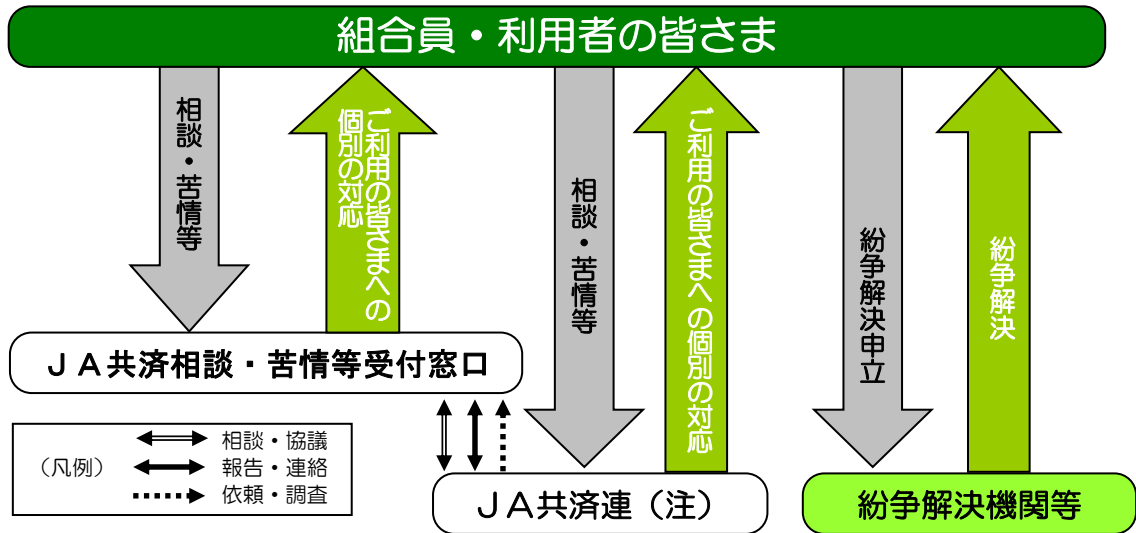 組合員・利用者の皆さま
相談・苦情等
ご利用の皆さまへの
個別の対応
相談・苦情等
ご利用の皆さまへの個別の対応
紛争解決申立
紛争解決
ＪＡ共済相談・苦情等受付窓口
（凡例）
相談・協議
報告・連絡
依頼・調査
ＪＡ共済連（注）
紛争解決機関等